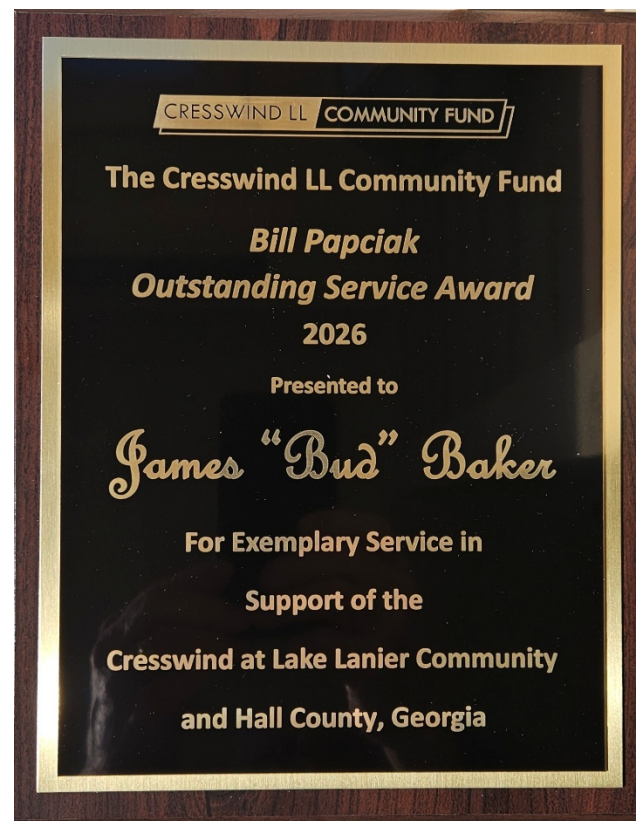 CRESSWIND LL COMMUNITY FUND
The Cresswind LL Community Fund
Bill Papciak
Outstanding Service Award
2026
Presented to
James “Bud” Baker
For Exemplary Service in
Support of the
Cresswind at Lake Lanier Community
and Hall County, Georgia